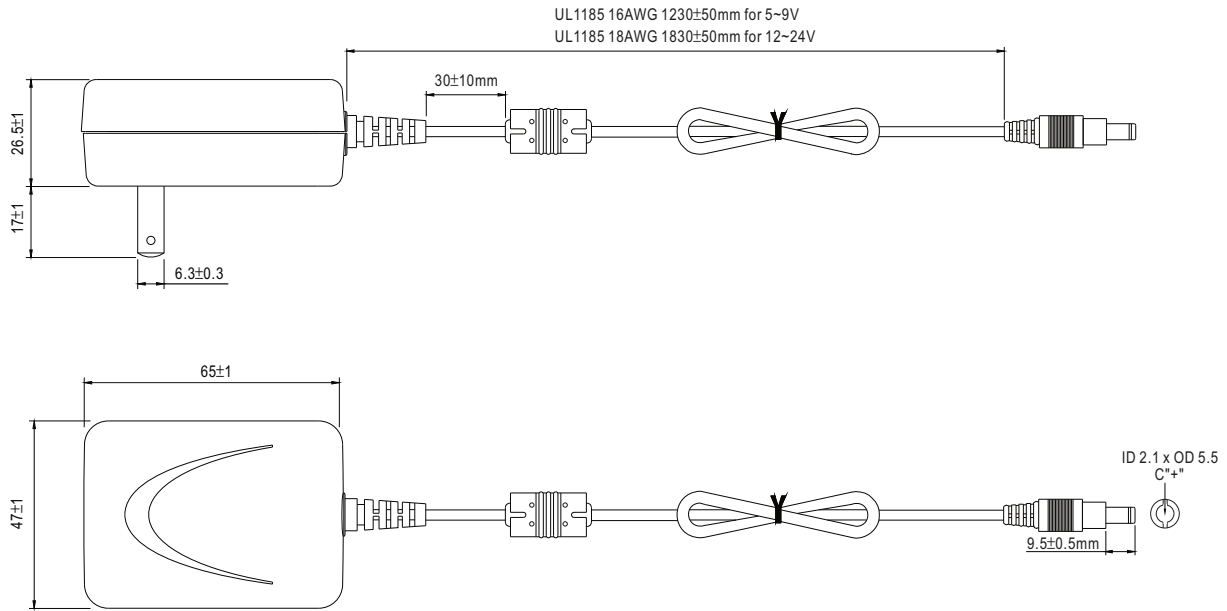 UL1185 16AWG 1230±50mm for 5~9V
UL1185 18AWG 1830±50mm for 12~24V
30±10mm
26.5±1
17±1
6.3±0.3
65±1
47±1
ID 2.1 x OD 5.5
C"+"
9.5±0.5mm